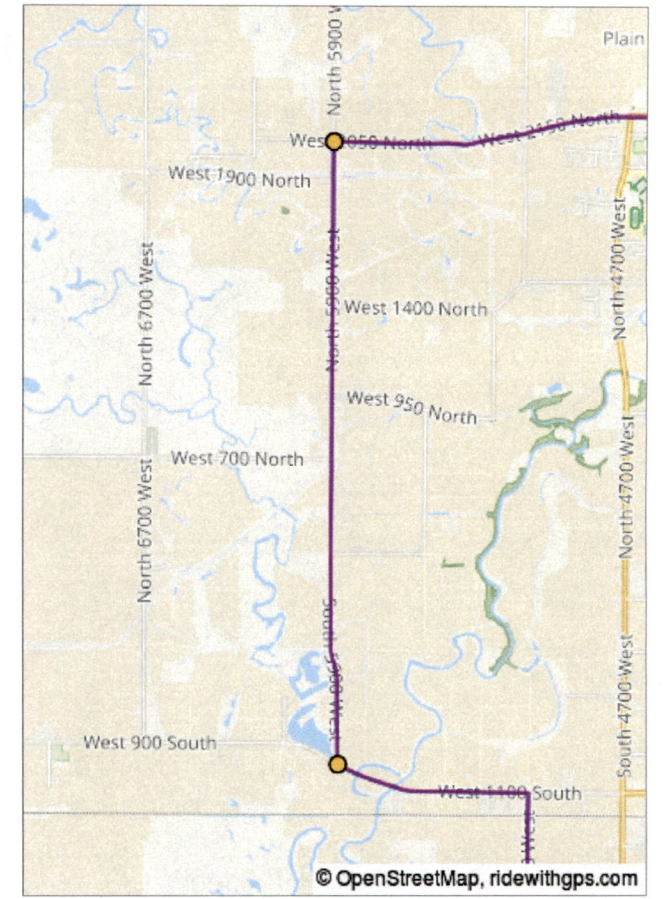 North 5900 W
Plain
West 2050 North
West 2150 North
West 1900 North
North 4700 West
North 6700 West
North 5900 West
West 1400 North
West 950 North
North 4700 West
West 700 North
North 6700 West
South 5900 West
South 4700 West
West 900 South
West 1100 South
West
© OpenStreetMap, ridewithgps.com